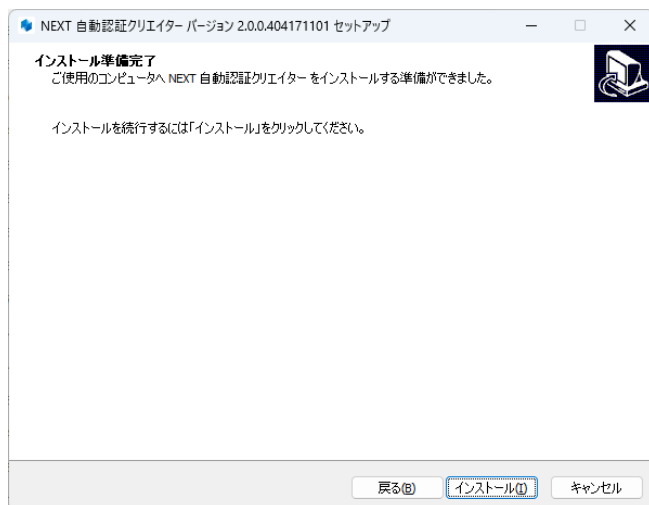 NEXT 自動認証クリエイター バージョン 2.0.0.404171101 セットアップ
インストール準備完了
ご使用のコンピュータへ NEXT 自動認証クリエイター をインストールする準備ができました。
インストールを続行するには「インストール」をクリックしてください。
戻る(B)
インストール(I)
キャンセル